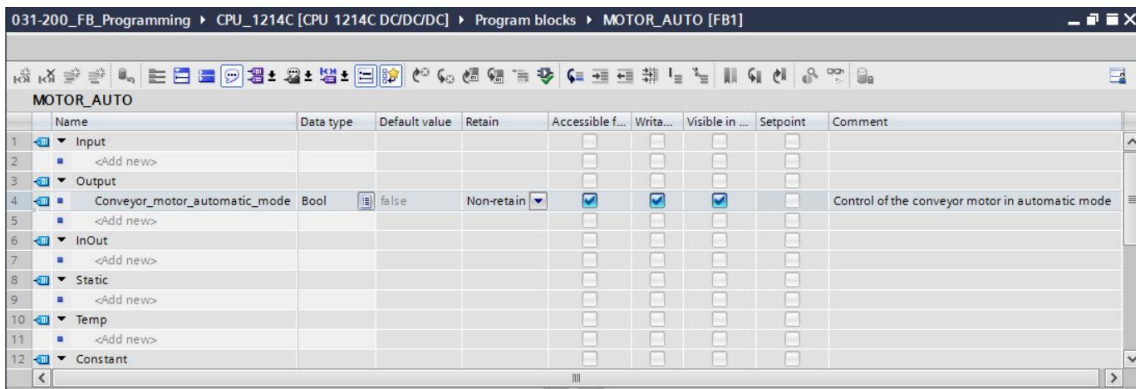 031-200_FB_Programming ▸ CPU_1214C [CPU 1214C DC/DC/DC] ▸ Program blocks ▸ MOTOR_AUTO [FB1]
MOTOR_AUTO
Name Data type Default value Retain Accessible f... Writa... Visible in ... Setpoint Comment
1 Input
2 <Add new>
3 Output
4 Conveyor_motor_automatic_mode Bool false Non-retain Control of the conveyor motor in automatic mode
5 <Add new>
6 InOut
7 <Add new>
8 Static
9 <Add new>
10 Temp
11 <Add new>
12 Constant